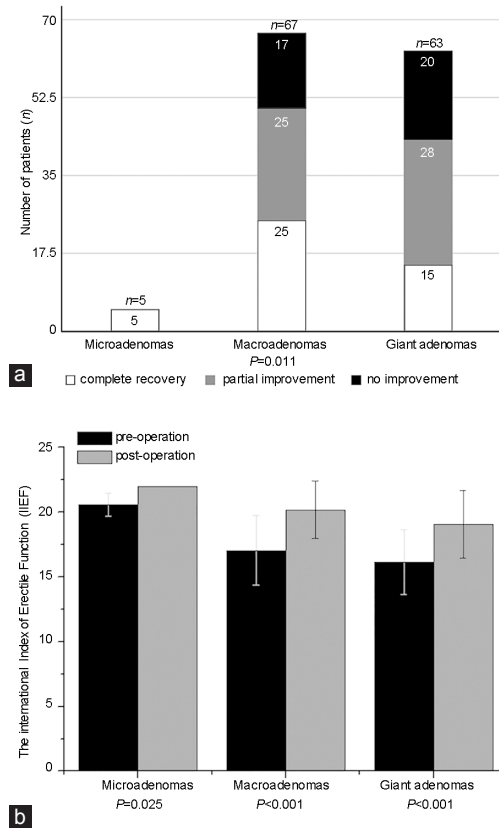 70
n=67
n=63
17
20
52.5
Number of patients (n)
25
28
35
17.5
25
15
n=5
5
0
Microadenomas Macroadenomas Giant adenomas
P=0.011
a
complete recovery partial improvement no improvement
25
pre-operation
post-operation
20
15
The international Index of Erectile Function (IIEF)
10
5
0
Microadenomas Macroadenomas Giant adenomas
P=0.025 P<0.001 P<0.001
b